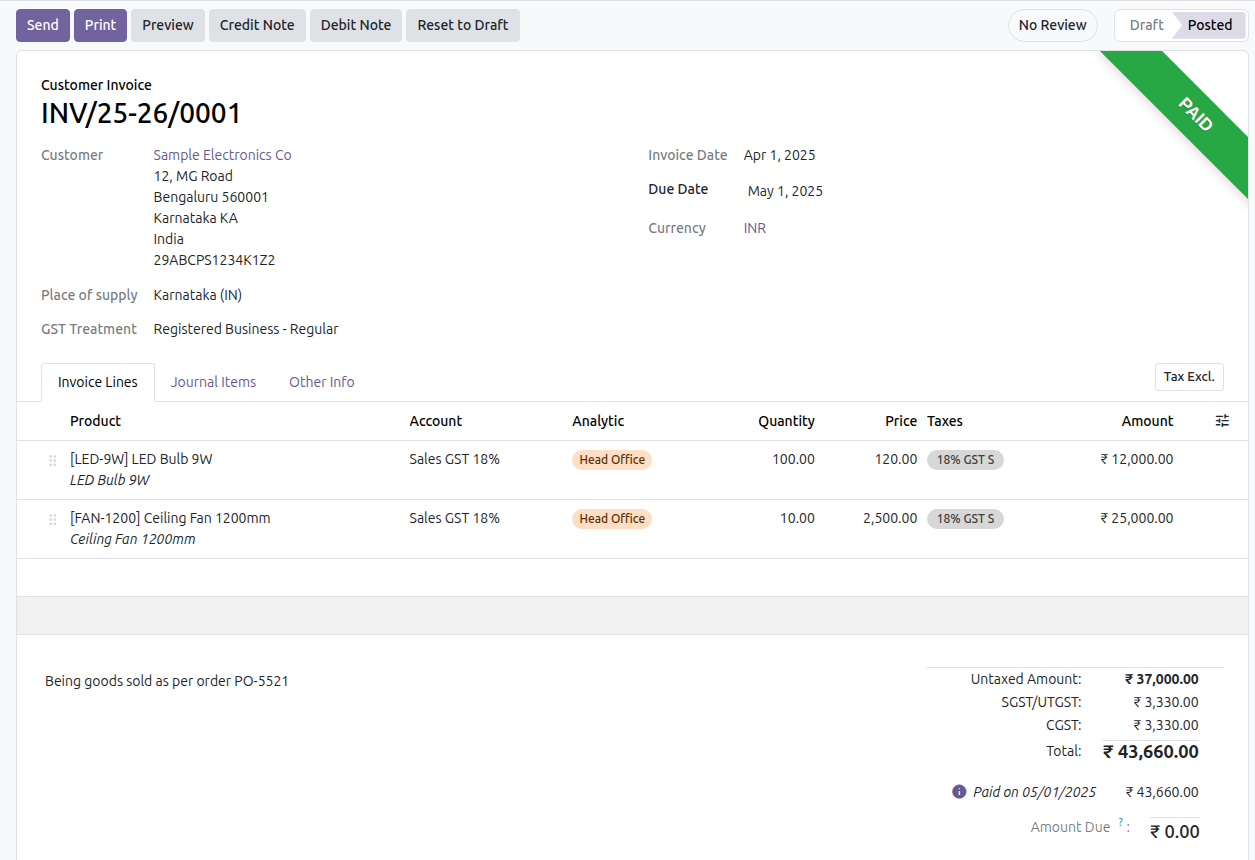 Send Print Preview Credit Note Debit Note Reset to Draft No Review Draft Posted
PAID
Customer Invoice
INV/25-26/0001
Customer Sample Electronics Co Invoice Date Apr 1, 2025
12, MG Road
Bengaluru 560001 Due Date May 1, 2025
Karnataka KA
India Currency INR
29ABCPS1234K1Z2
Place of supply Karnataka (IN)
GST Treatment Registered Business - Regular
Invoice Lines Journal Items Other Info Tax Excl.
Product Account Analytic Quantity Price Taxes Amount
[LED-9W] LED Bulb 9W Sales GST 18% Head Office 100.00 120.00 18% GST S ₹ 12,000.00
LED Bulb 9W
[FAN-1200] Ceiling Fan 1200mm Sales GST 18% Head Office 10.00 2,500.00 18% GST S ₹ 25,000.00
Ceiling Fan 1200mm
Being goods sold as per order PO-5521 Untaxed Amount: ₹ 37,000.00
SGST/UTGST: ₹ 3,330.00
CGST: ₹ 3,330.00
Total: ₹ 43,660.00
i Paid on 05/01/2025 ₹ 43,660.00
Amount Due ? : ₹ 0.00